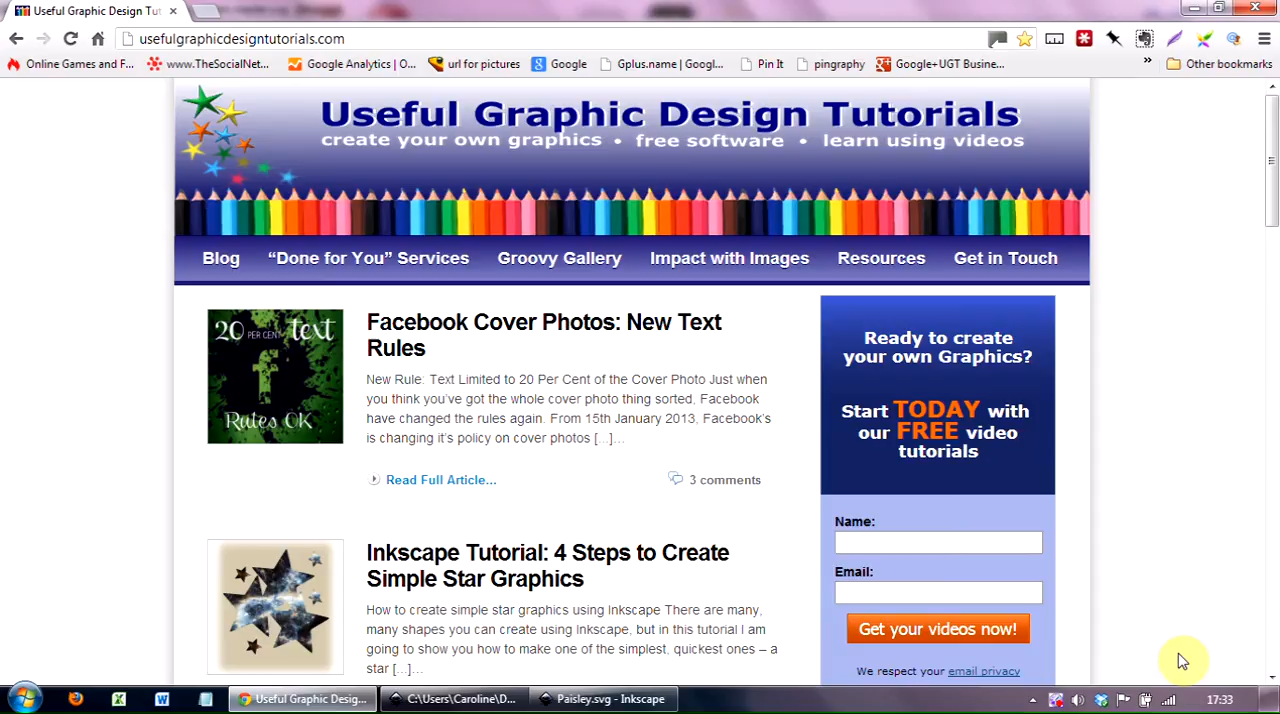 Useful Graphic Design Tut
usefulgraphicdesigntutorials.com
Online Games and F... www.TheSocialNet... Google Analytics | O... url for pictures Google Gplus.name | Googl... Pin It pingraphy Google+UGT Busine... » Other bookmarks
Useful Graphic Design Tutorials
create your own graphics • free software • learn using videos
Blog “Done for You” Services Groovy Gallery Impact with Images Resources Get in Touch
20 PER CENT text
f
Rules OK
Facebook Cover Photos: New Text
Rules
New Rule: Text Limited to 20 Per Cent of the Cover Photo Just when
you think you've got the whole cover photo thing sorted, Facebook
have changed the rules again. From 15th January 2013, Facebook's
is changing it's policy on cover photos [...]...
Read Full Article... 3 comments
Inkscape Tutorial: 4 Steps to Create
Simple Star Graphics
How to create simple star graphics using Inkscape There are many,
many shapes you can create using Inkscape, but in this tutorial I am
going to show you how to make one of the simplest, quickest ones – a
star [...]...
Ready to create
your own Graphics?
Start TODAY with
our FREE video
tutorials
Name:
Email:
Get your videos now!
We respect your email privacy
Useful Graphic Desig... C:\Users\Caroline\D... Paisley.svg - Inkscape 17:33